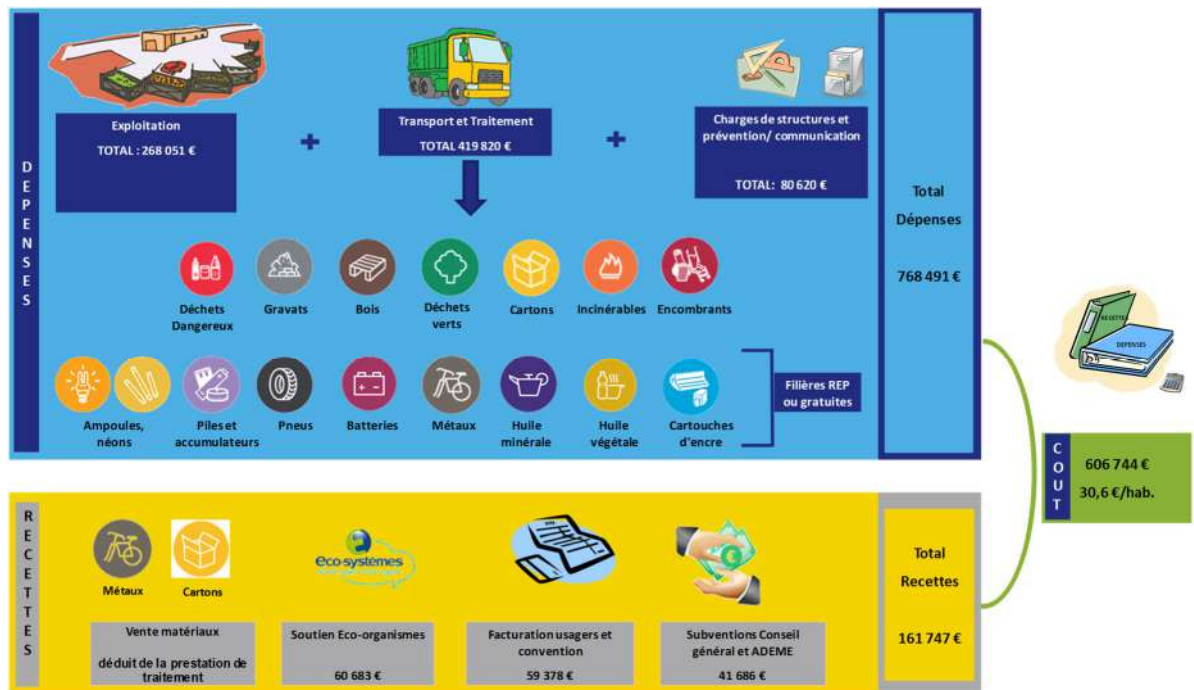 DEPENSES
Exploitation
TOTAL : 268 051 €
+
Transport et Traitement
TOTAL 419 820 €
+
Charges de structures et
prévention/ communication
TOTAL: 80 620 €
Total
Dépenses
768 491 €
Déchets
Dangereux
Gravats
Bois
Déchets
verts
Cartons
Incinérables
Encombrants
Ampoules,
néons
Piles et
accumulateurs
Pneus
Batteries
Métaux
Huile
minérale
Huile
végétale
Cartouches
d'encre
Filières REP
ou gratuites
RECETTES
DEPENSES
COUT
606 744 €
30,6 €/hab.
RECETTES
Métaux
Cartons
éco-systèmes
Vente matériaux
déduit de la prestation de
traitement
Soutien Eco-organismes
60 683 €
Facturation usagers et
convention
59 378 €
Subventions Conseil
général et ADEME
41 686 €
Total
Recettes
161 747 €